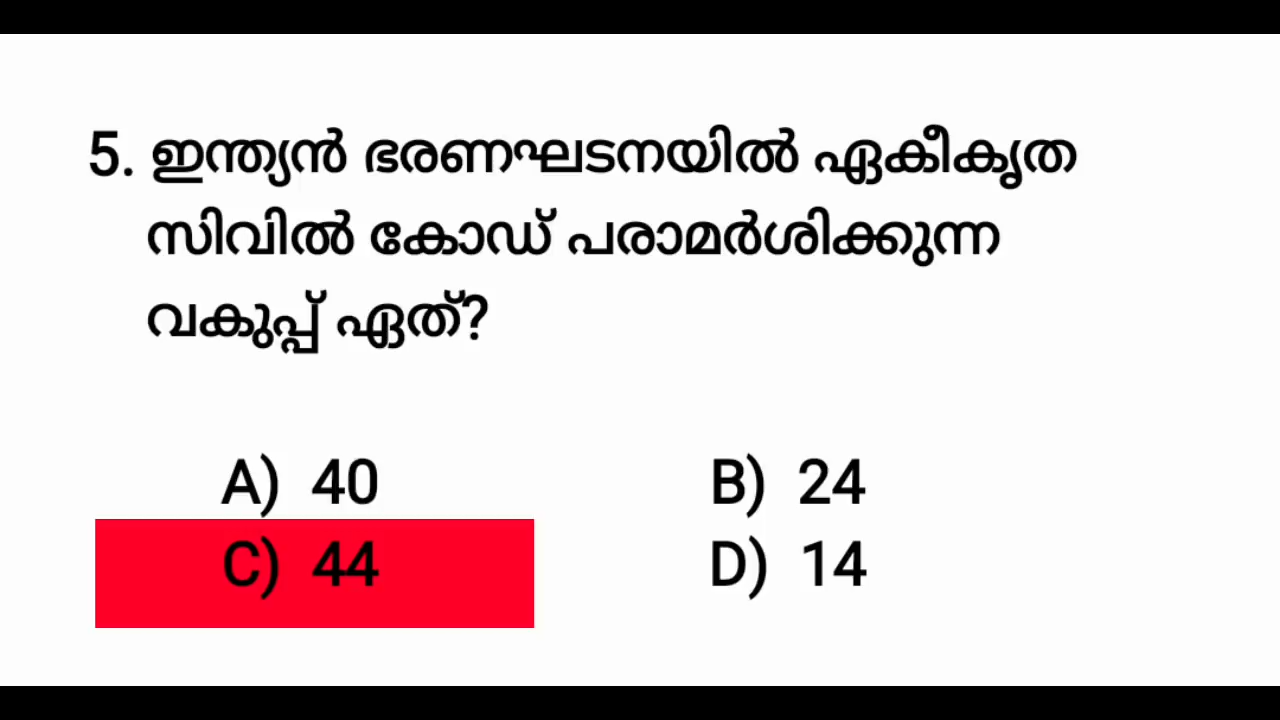 5. ഇന്ത്യൻ ഭരണഘടനയിൽ ഏകീകൃത
സിവിൽ കോഡ് പരാമർശിക്കുന്ന
വകുപ്പ് ഏത്?
A) 40 B) 24
C) 44 D) 14